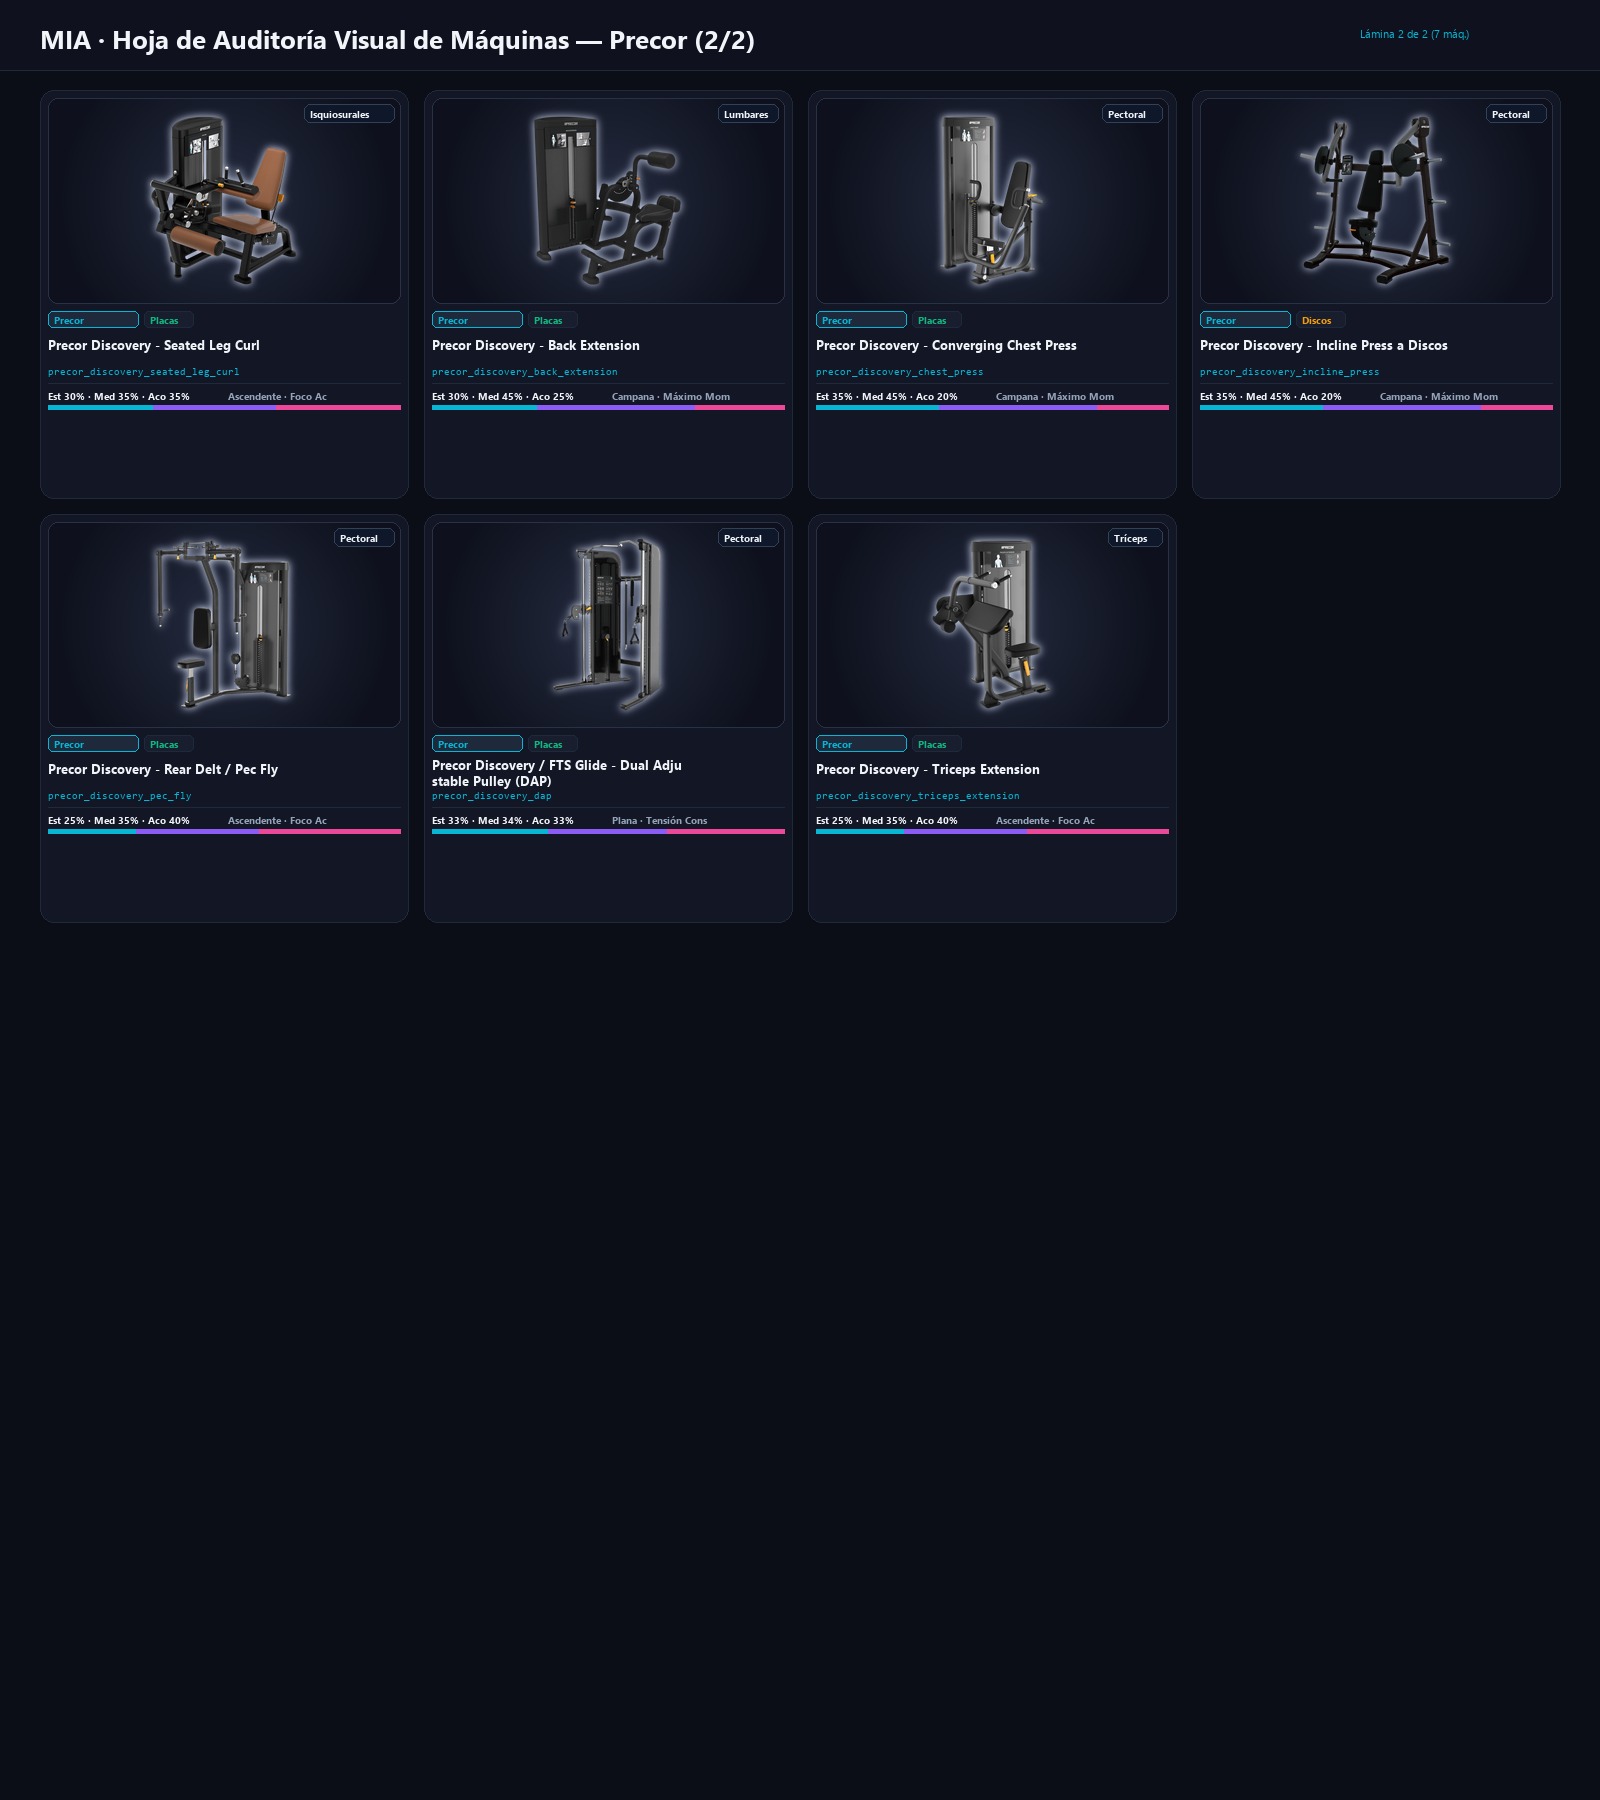 MIA · Hoja de Auditoría Visual de Máquinas — Precor (2/2)
Lámina 2 de 2 (7 máq.)
Isquiosurales
Precor
Placas
Precor Discovery - Seated Leg Curl
precor_discovery_seated_leg_curl
Est 30% · Med 35% · Aco 35%
Ascendente · Foco Ac
Lumbares
Precor
Placas
Precor Discovery - Back Extension
precor_discovery_back_extension
Est 30% · Med 45% · Aco 25%
Campana · Máximo Mom
Pectoral
Precor
Placas
Precor Discovery - Converging Chest Press
precor_discovery_chest_press
Est 35% · Med 45% · Aco 20%
Campana · Máximo Mom
Pectoral
Precor
Discos
Precor Discovery - Incline Press a Discos
precor_discovery_incline_press
Est 35% · Med 45% · Aco 20%
Campana · Máximo Mom
Pectoral
Precor
Placas
Precor Discovery - Rear Delt / Pec Fly
precor_discovery_pec_fly
Est 25% · Med 35% · Aco 40%
Ascendente · Foco Ac
Pectoral
Precor
Placas
Precor Discovery / FTS Glide - Dual Adju
stable Pulley (DAP)
precor_discovery_dap
Est 33% · Med 34% · Aco 33%
Plana · Tensión Cons
Tríceps
Precor
Placas
Precor Discovery - Triceps Extension
precor_discovery_triceps_extension
Est 25% · Med 35% · Aco 40%
Ascendente · Foco Ac